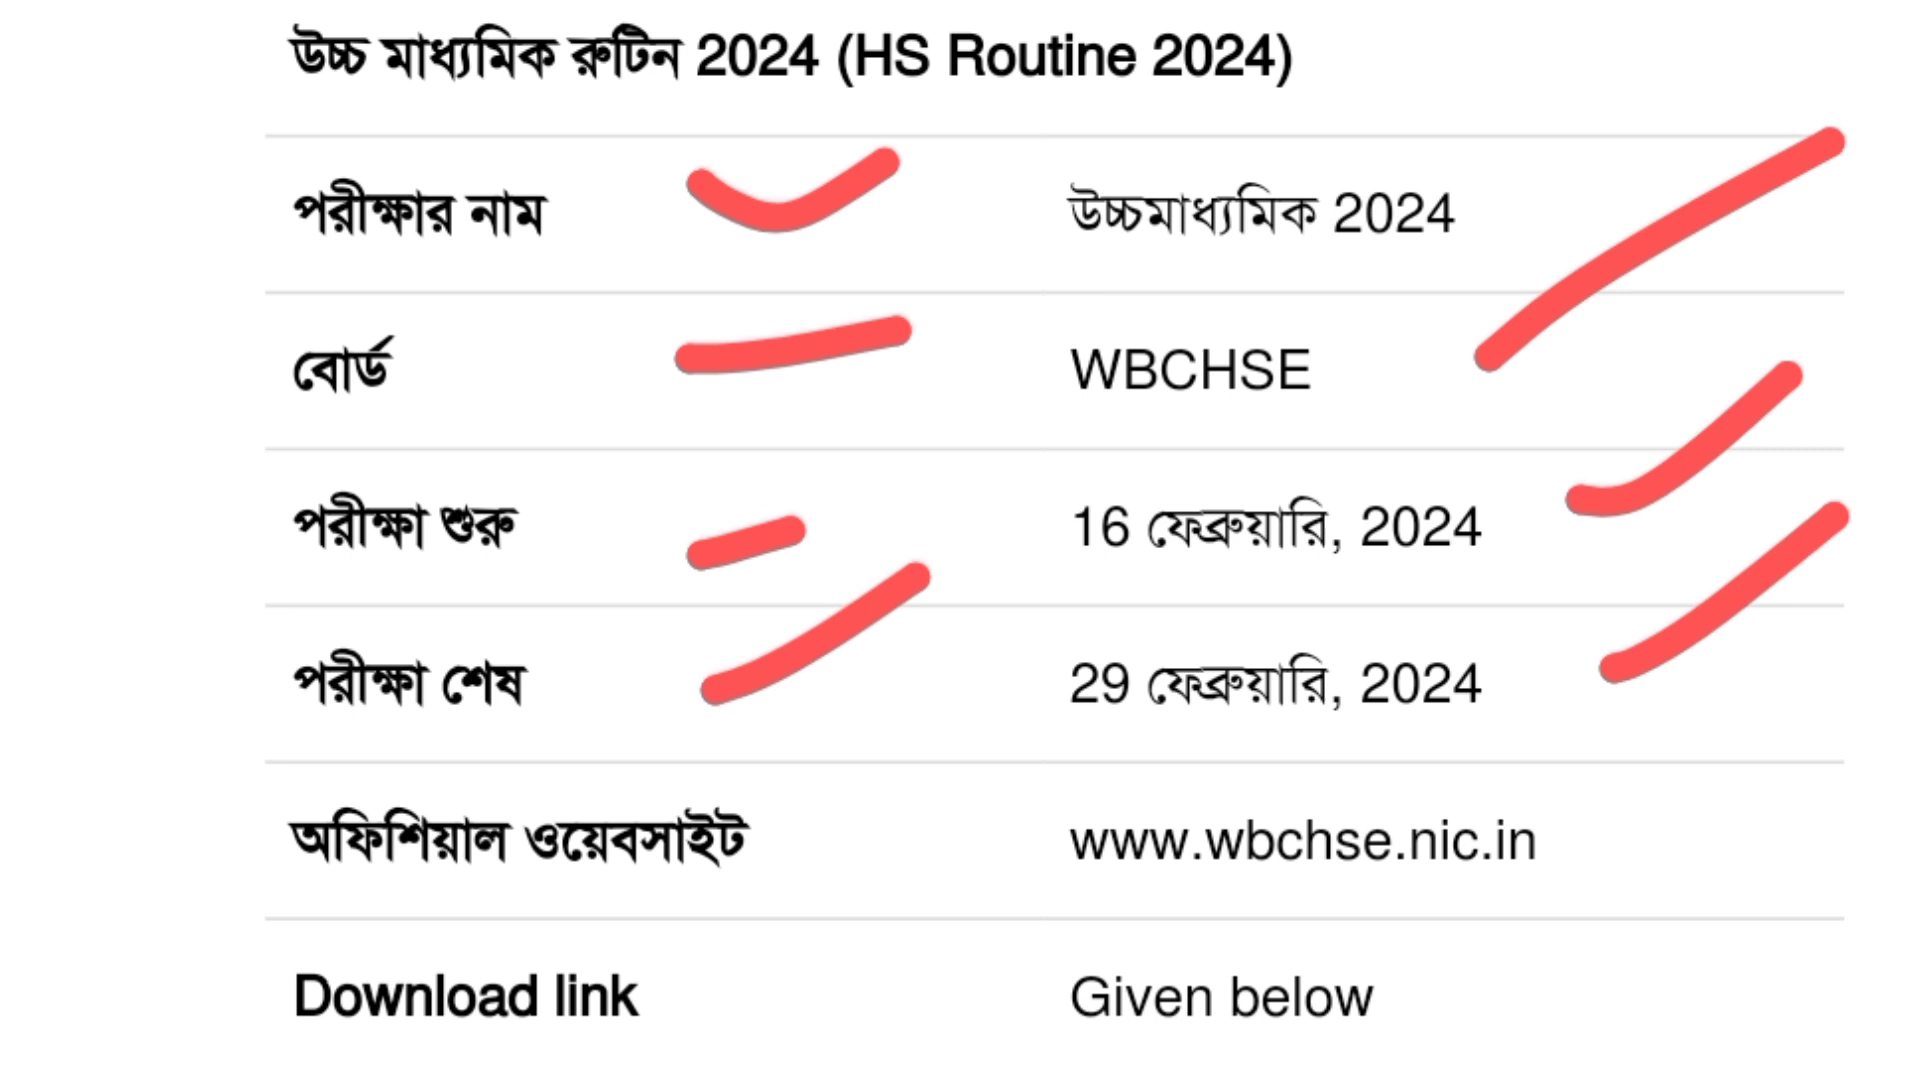 উচ্চ মাধ্যমিক রুটিন 2024 (HS Routine 2024)
পরীক্ষার নাম উচ্চমাধ্যমিক 2024
বোর্ড WBCHSE
পরীক্ষা শুরু 16 ফেব্রুয়ারি, 2024
পরীক্ষা শেষ 29 ফেব্রুয়ারি, 2024
অফিশিয়াল ওয়েবসাইট www.wbchse.nic.in
Download link Given below